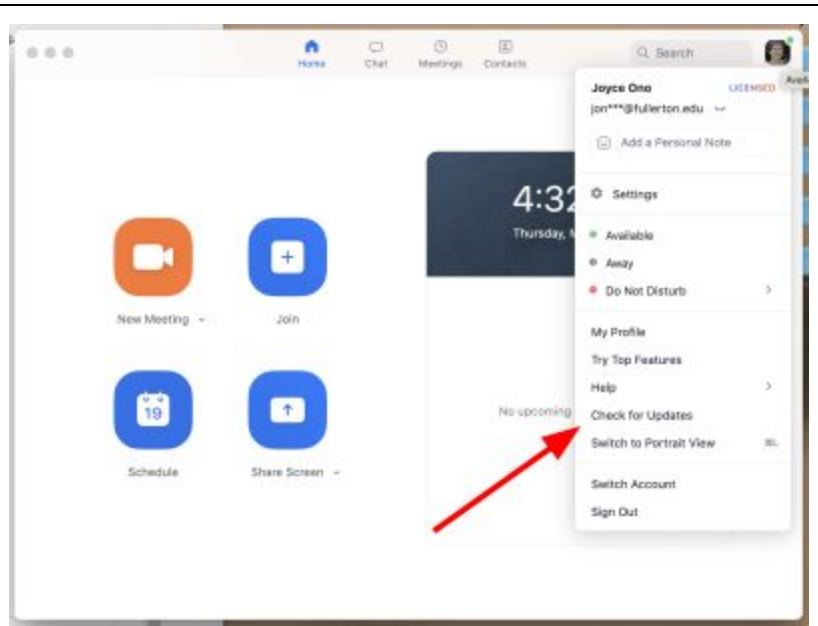 Home
Chat
Meetings
Contacts
Search
Joyce Ono
LICENSED
jon***@fullerton.edu
Add a Personal Note
Settings
Available
Away
Do Not Disturb
My Profile
Try Top Features
Help
Check for Updates
Switch to Portrait View
Switch Account
Sign Out
4:32
Thursday,
No upcoming
New Meeting
Join
19
Schedule
Share Screen